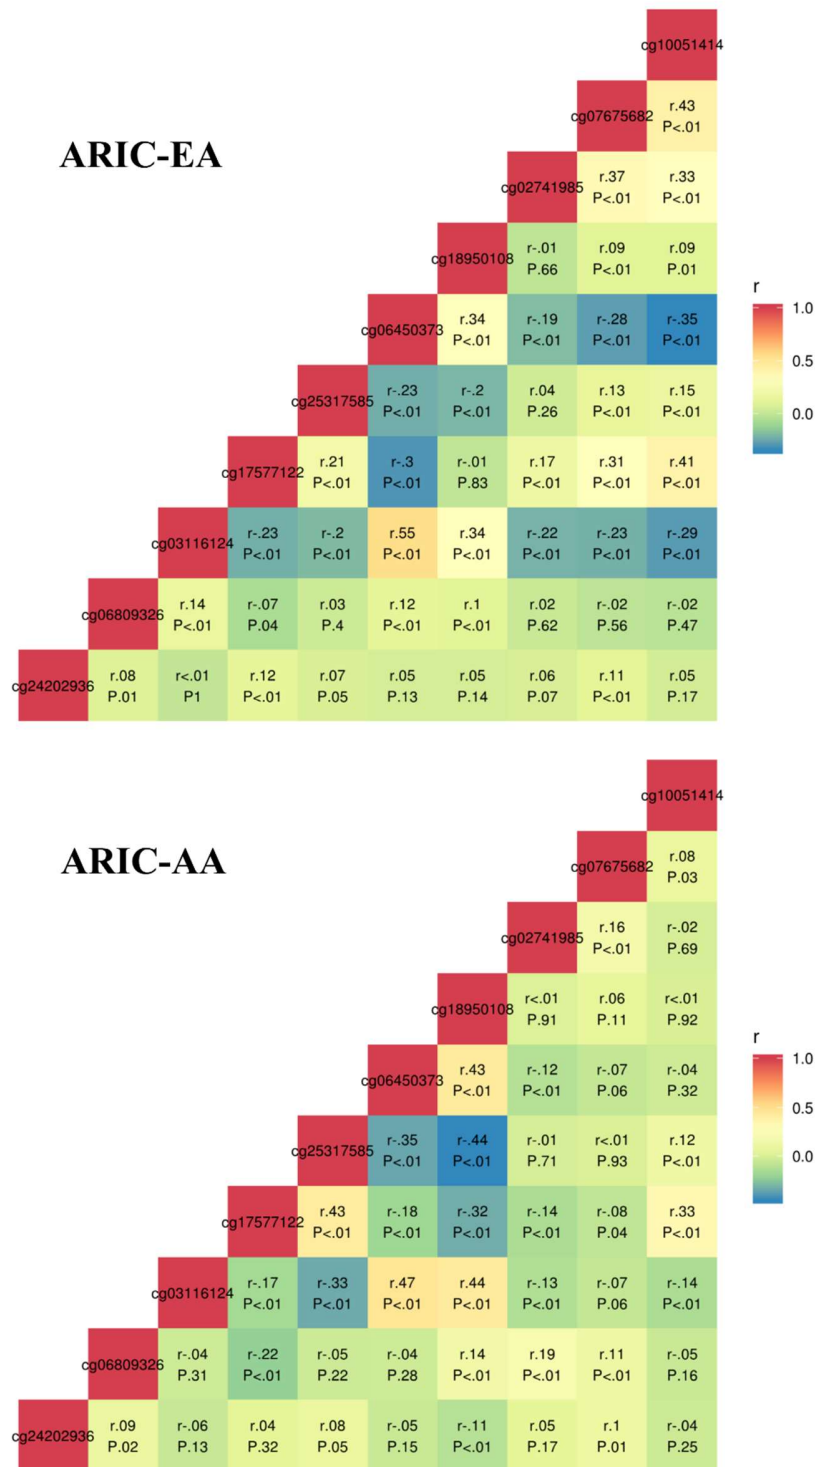 cg10051414
cg07675682 r.43
P<.01
ARIC-EA
cg02741985 r.37 r.33
P<.01 P<.01
cg18950108 r-.01 r.09 r.09
P.66 P<.01 P.01
r
cg06450373 r.34 r-.19 r-.28 r-.35
P<.01 P<.01 P<.01 P<.01
1.0
0.5
0.0
cg25317585 r-.23 r-.2 r.04 r.13 r.15
P<.01 P<.01 P.26 P<.01 P<.01
cg17577122 r.21 r-.3 r-.01 r.17 r.31 r.41
P<.01 P<.01 P.83 P<.01 P<.01 P<.01
cg03116124 r-.23 r-.2 r.55 r.34 r-.22 r-.23 r-.29
P<.01 P<.01 P<.01 P<.01 P<.01 P<.01 P<.01
cg06809326 r.14 r-.07 r.03 r.12 r.1 r.02 r-.02 r-.02
P<.01 P.04 P.4 P<.01 P<.01 P.62 P.56 P.47
cg24202936 r.08 r<.01 r.12 r.07 r.05 r.05 r.06 r.11 r.05
P.01 P1 P<.01 P.05 P.13 P.14 P.07 P<.01 P.17
cg10051414
ARIC-AA
cg07675682 r.08
P.03
cg02741985 r.16 r-.02
P<.01 P.69
cg18950108 r<.01 r.06 r<.01
P.91 P.11 P.92
r
cg06450373 r.43 r-.12 r-.07 r-.04
P<.01 P<.01 P.06 P.32
1.0
0.5
0.0
cg25317585 r-.35 r-.44 r-.01 r<.01 r.12
P<.01 P<.01 P.71 P.93 P<.01
cg17577122 r.43 r-.18 r-.32 r-.14 r-.08 r.33
P<.01 P<.01 P<.01 P<.01 P.04 P<.01
cg03116124 r-.17 r-.33 r.47 r.44 r-.13 r-.07 r-.14
P<.01 P<.01 P<.01 P<.01 P<.01 P.06 P<.01
cg06809326 r-.04 r-.22 r-.05 r-.04 r.14 r.19 r.11 r-.05
P.31 P<.01 P.22 P.28 P<.01 P<.01 P<.01 P.16
cg24202936 r.09 r-.06 r.04 r.08 r-.05 r-.11 r.05 r.1 r-.04
P.02 P.13 P.32 P.05 P.15 P<.01 P.17 P.01 P.25